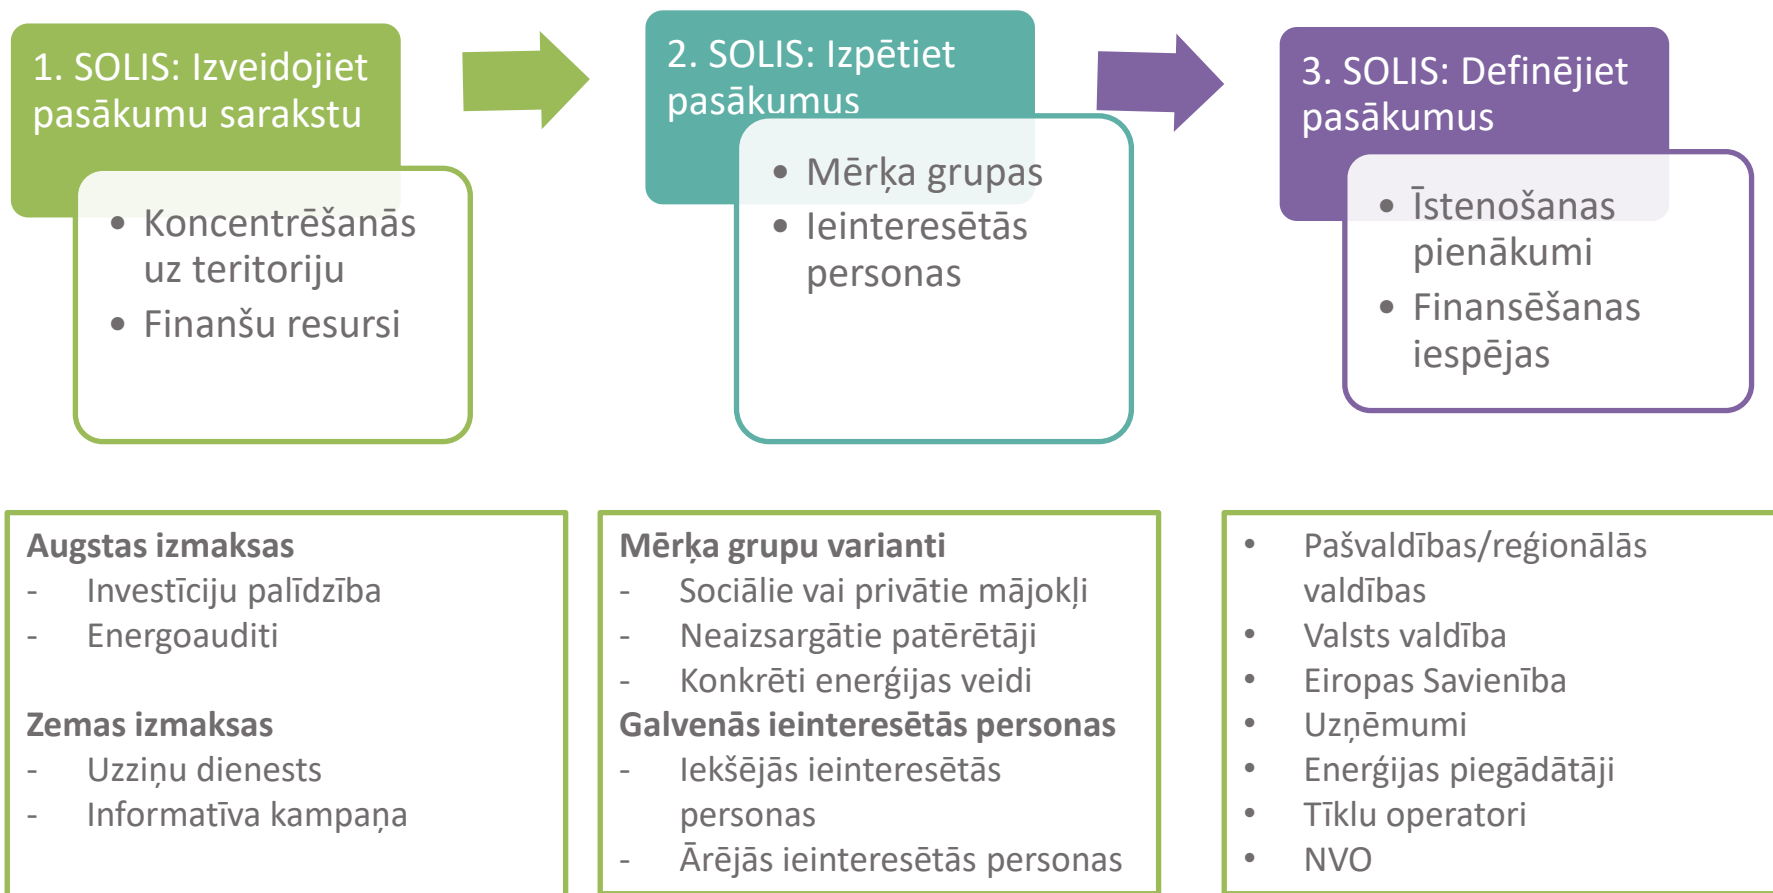 1. SOLIS: Izveidojiet
pasākumu sarakstu
• Koncentrēšanās
uz teritoriju
• Finanšu resursi
2. SOLIS: Izpētiet
pasākumus
• Mērķa grupas
• Ieinteresētās
personas
3. SOLIS: Definējiet
pasākumus
• Īstenošanas
pienākumi
• Finansēšanas
iespējas
Augstas izmaksas
- Investīciju palīdzība
- Energoauditi
Zemas izmaksas
- Uzziņu dienests
- Informatīva kampaņa
Mērķa grupu varianti
- Sociālie vai privātie mājokļi
- Neaizsargātie patērētāji
- Konkrēti enerģijas veidi
Galvenās ieinteresētās personas
- Iekšējās ieinteresētās
personas
- Ārējās ieinteresētās personas
• Pašvaldības/reģionālās
valdības
• Valsts valdība
• Eiropas Savienība
• Uzņēmumi
• Enerģijas piegādātāji
• Tīklu operatori
• NVO